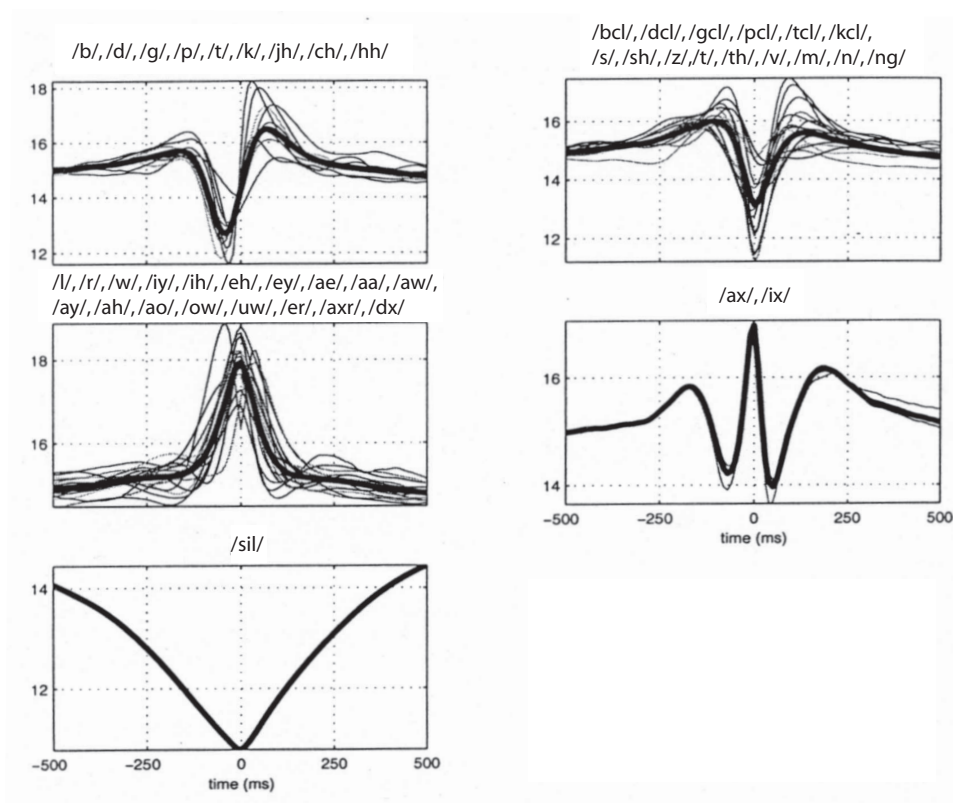 /b/, /d/, /g/, /p/, /t/, /k/, /jh/, /ch/, /hh/
18
16
14
12
/bcl/, /dcl/, /gcl/, /pcl/, /tcl/, /kcl/,
/s/, /sh/, /z/, /t/, /th/, /v/, /m/, /n/, /ng/
16
14
12
/l/, /r/, /w/, /iy/, /ih/, /eh/, /ey/, /ae/, /aa/, /aw/,
/ay/, /ah/, /ao/, /ow/, /uw/, /er/, /axr/, /dx/
18
16
/ax/, /ix/
16
14
−500 −250 0 250 500
time (ms)
/sil/
14
12
−500 −250 0 250 500
time (ms)